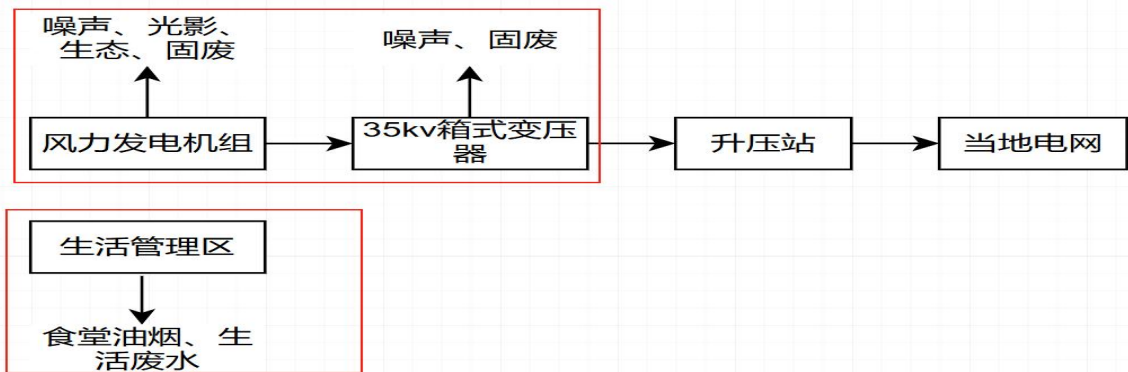 噪声、光影、
生态、固废
噪声、固废
风力发电机组
35kv箱式变压
器
升压站
当地电网
生活管理区
食堂油烟、生
活废水